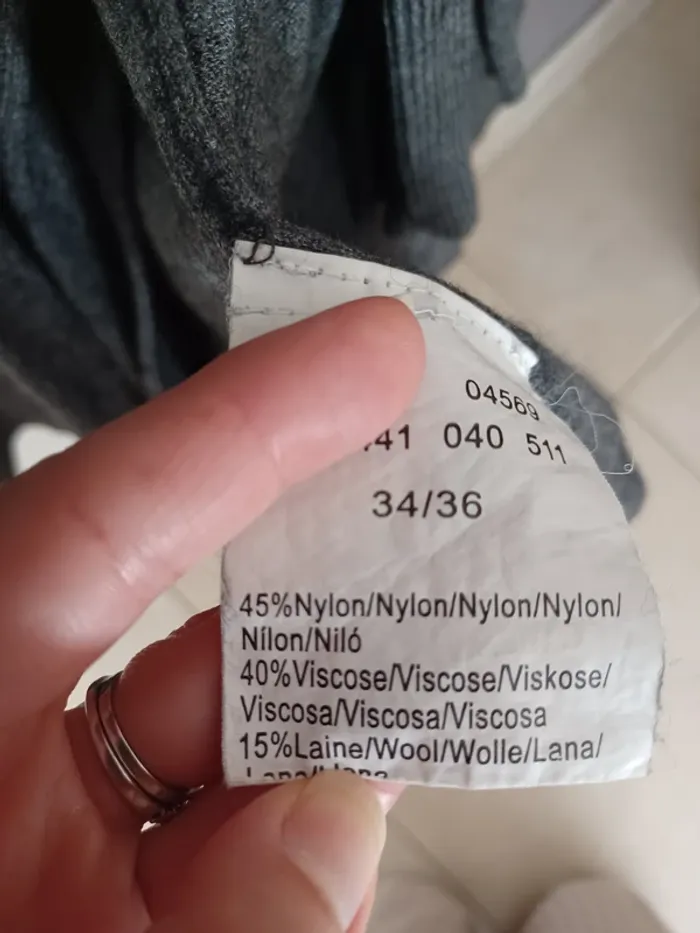 04569
41 040 511
34/36
45%Nylon/Nylon/Nylon/Nylon/
Nílon/Niló
40%Viscose/Viscose/Viskose/
Viscosa/Viscosa/Viscosa
15%Laine/Wool/Wolle/Lana/